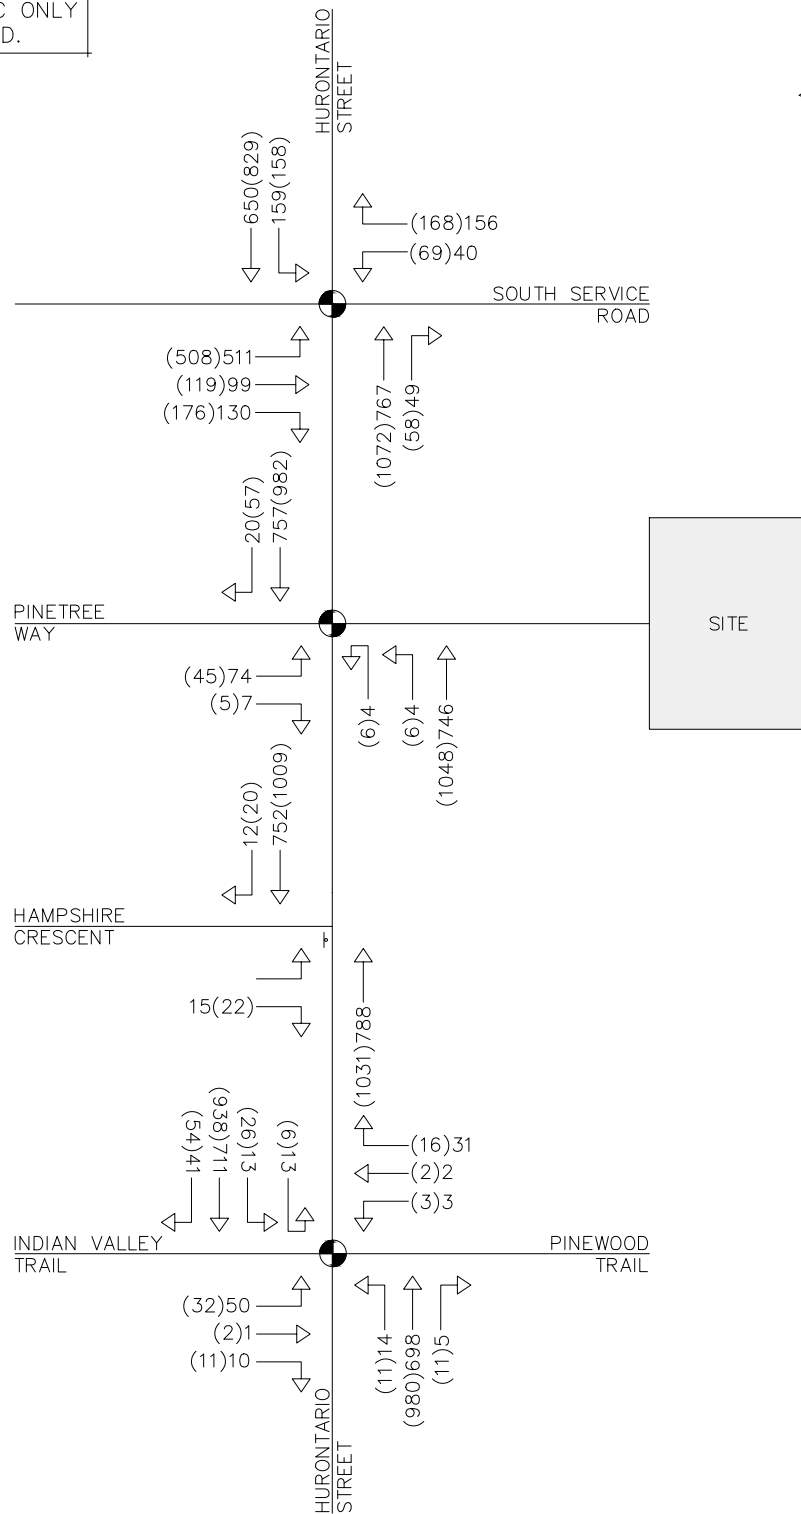 C ONLY
D.
HURONTARIO
STREET
650(829)
159(158)
(168)156
(69)40
SOUTH SERVICE
ROAD
(508)511
(119)99
(176)130
(1072)767
(58)49
20(57)
757(982)
PINETREE
WAY
SITE
(45)74
(5)7
(6)4
(6)4
(1048)746
12(20)
752(1009)
HAMPSHIRE
CRESCENT
15(22)
(1031)788
(54)41
(938)711
(26)13
(6)13
(16)31
(2)2
(3)3
INDIAN VALLEY
TRAIL
PINEWOOD
TRAIL
(32)50
(2)1
(11)10
(11)14
(980)698
(11)5
HURONTARIO
STREET